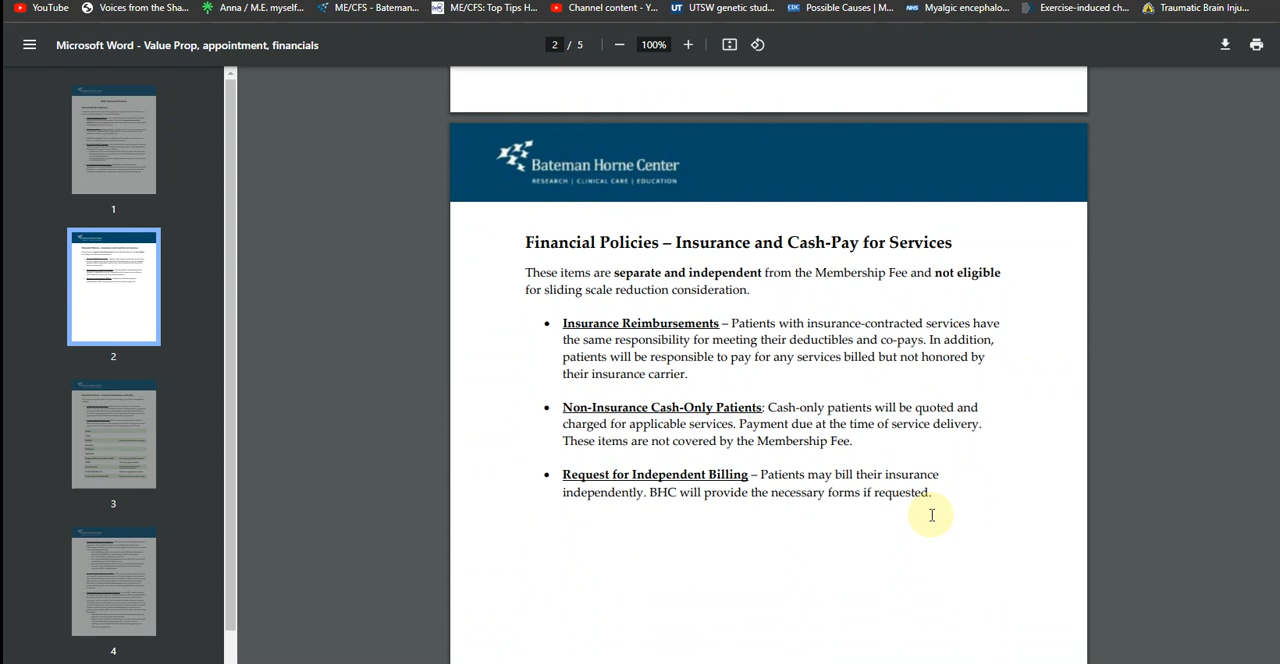 YouTube Voices from the Sha... Anna / M.E. myself... ME/CFS - Bateman... ME/CFS: Top Tips H... Channel content - Y... UTSW genetic stud... Possible Causes | M... Myalgic encephalo... Exercise-induced ch... Traumatic Brain Inju...
Microsoft Word - Value Prop, appointment, financials 2 / 5 100%
1
2
3
4
Bateman Horne Center
RESEARCH | CLINICAL CARE | EDUCATION
Financial Policies – Insurance and Cash-Pay for Services
These items are separate and independent from the Membership Fee and not eligible
for sliding scale reduction consideration.
• Insurance Reimbursements – Patients with insurance-contracted services have
the same responsibility for meeting their deductibles and co-pays. In addition,
patients will be responsible to pay for any services billed but not honored by
their insurance carrier.
• Non-Insurance Cash-Only Patients: Cash-only patients will be quoted and
charged for applicable services. Payment due at the time of service delivery.
These items are not covered by the Membership Fee.
• Request for Independent Billing – Patients may bill their insurance
independently. BHC will provide the necessary forms if requested.